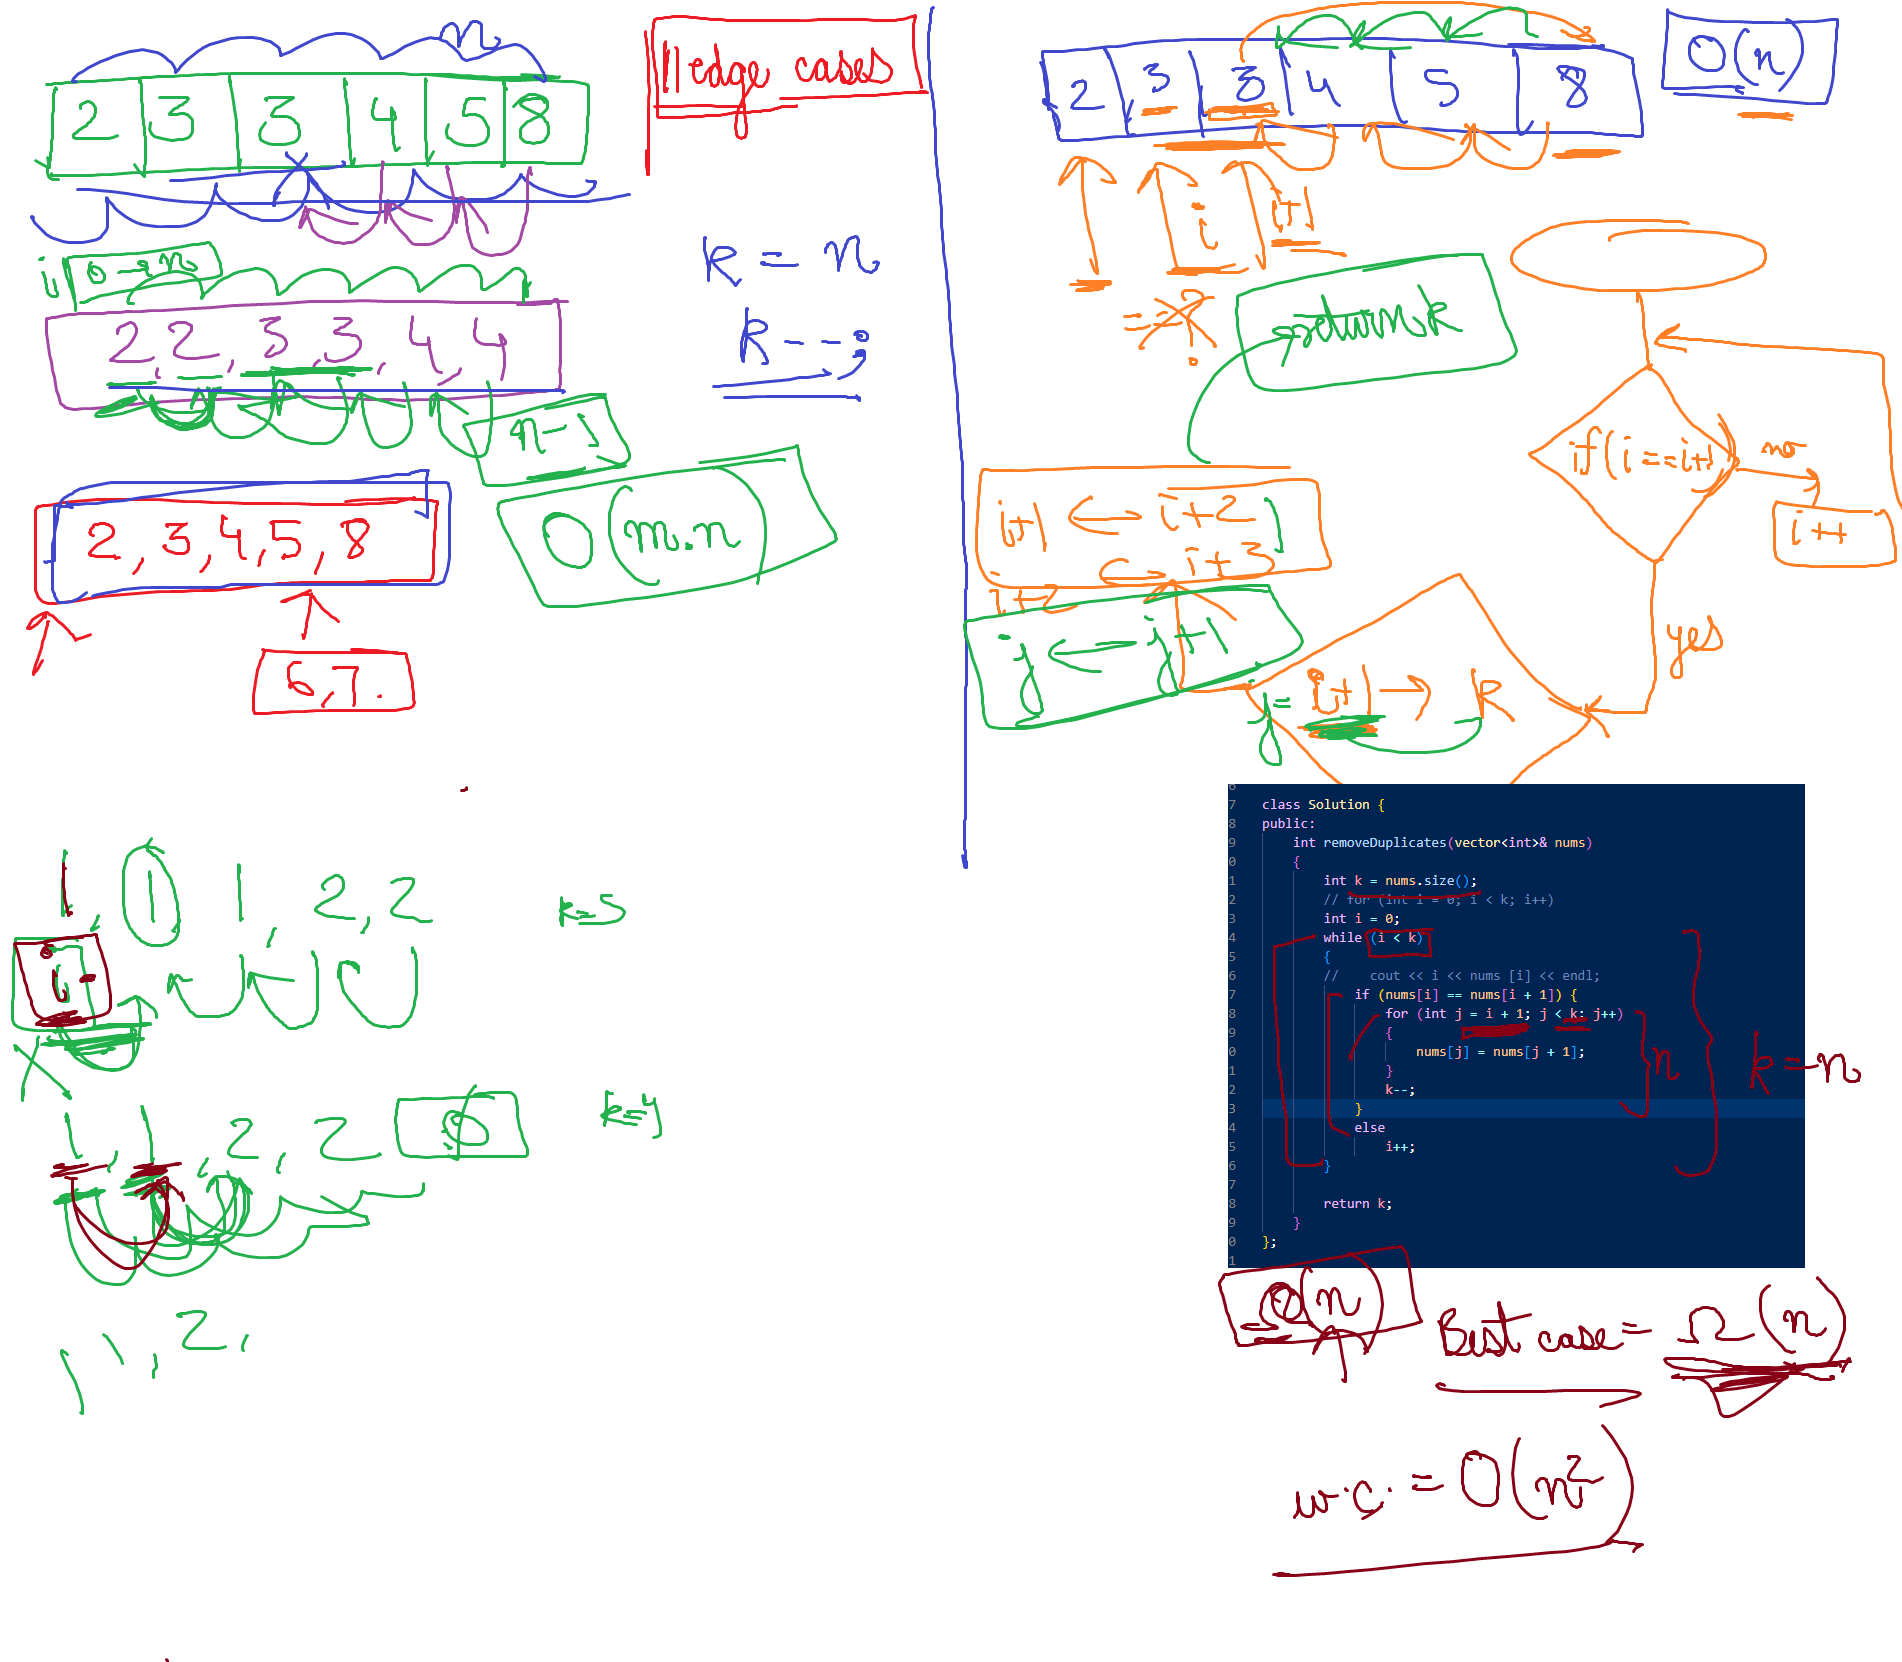 n
2 3 3 4 5 8
// edge cases
k = n
k--;
i | 0 → n
2, 2, 3, 3, 4, 4
n-1
O(m.n)
2, 3, 4, 5, 8
6, 7.
2 3 3 4 5 8
O(n)
i
i+1
== ?
return k
if (i == i+1)
no
i++
yes
i+1 ← i+2
i+2 ← i+3
j ← j+1
j = i+1 → k
1, 1 1, 2, 2
k=5
i
1, 1, 2, 2
k=4
1, 1, 2,
class Solution {
public:
int removeDuplicates(vector<int>& nums)
{
int k = nums.size();
// for (int i = 0; i < k; i++)
int i = 0;
while (i < k)
{
// cout << i << nums [i] << endl;
if (nums[i] == nums[i + 1]) {
for (int j = i + 1; j < k; j++)
{
nums[j] = nums[j + 1];
}
k--;
}
else
i++;
}
return k;
}
};
n
k = n
O(n)
Best case = Ω(n)
w.c. = O(n²)